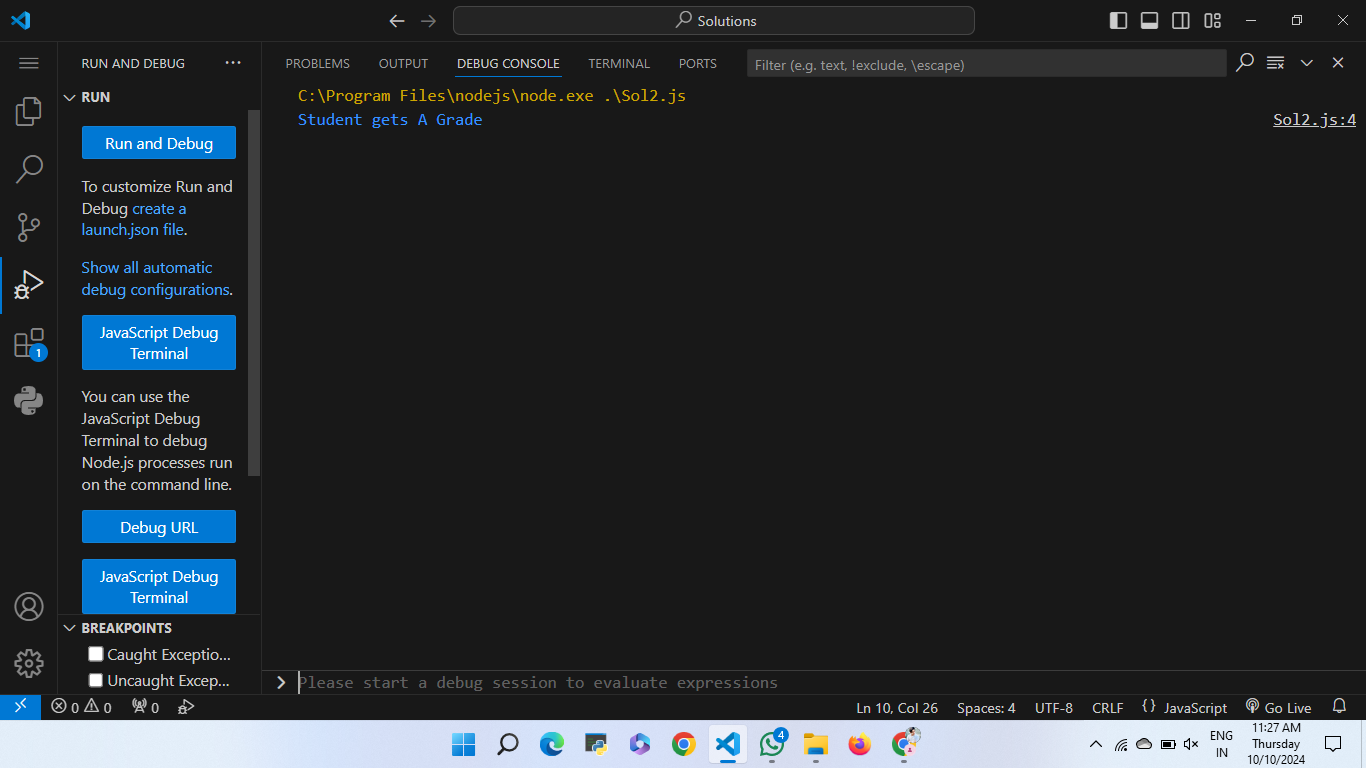 Solutions
RUN AND DEBUG
RUN
Run and Debug
To customize Run and
Debug create a
launch.json file.
Show all automatic
debug configurations.
JavaScript Debug
Terminal
You can use the
JavaScript Debug
Terminal to debug
Node.js processes run
on the command line.
Debug URL
JavaScript Debug
Terminal
BREAKPOINTS
Caught Exceptio...
Uncaught Excep...
1
PROBLEMS OUTPUT DEBUG CONSOLE TERMINAL PORTS Filter (e.g. text, !exclude, \escape)
C:\Program Files\nodejs\node.exe .\Sol2.js
Student gets A Grade Sol2.js:4
Please start a debug session to evaluate expressions
0 0 0 Ln 10, Col 26 Spaces: 4 UTF-8 CRLF {} JavaScript Go Live
4
ENG
IN
11:27 AM
Thursday
10/10/2024